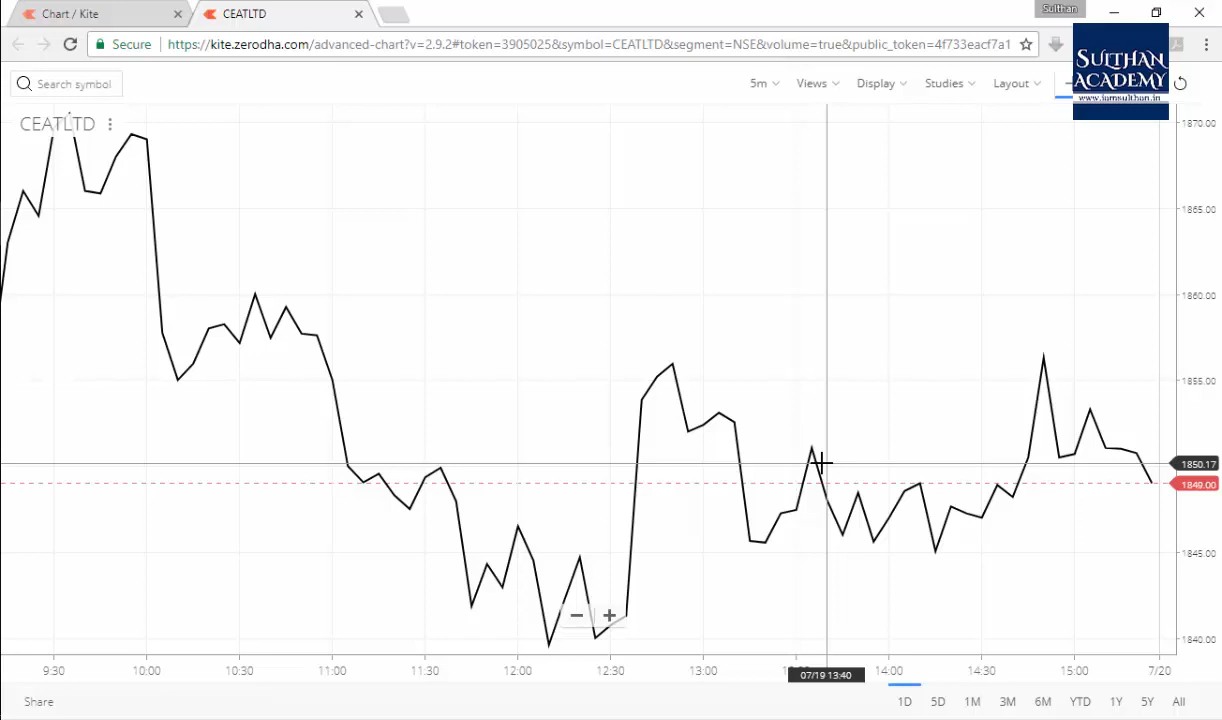 Chart / Kite
CEATLTD
Sulthan
Secure
https://kite.zerodha.com/advanced-chart?v=2.9.2#token=3905025&symbol=CEATLTD&segment=NSE&volume=true&public_token=4f733eacf7a1
Search symbol
5m
Views
Display
Studies
Layout
SULTHAN
ACADEMY
www.iamsulthan.in
CEATLTD
1870.00
1865.00
1860.00
1855.00
1850.17
1849.00
1845.00
1840.00
9:30
10:00
10:30
11:00
11:30
12:00
12:30
13:00
07/19 13:40
14:00
14:30
15:00
7/20
Share
1D
5D
1M
3M
6M
YTD
1Y
5Y
All